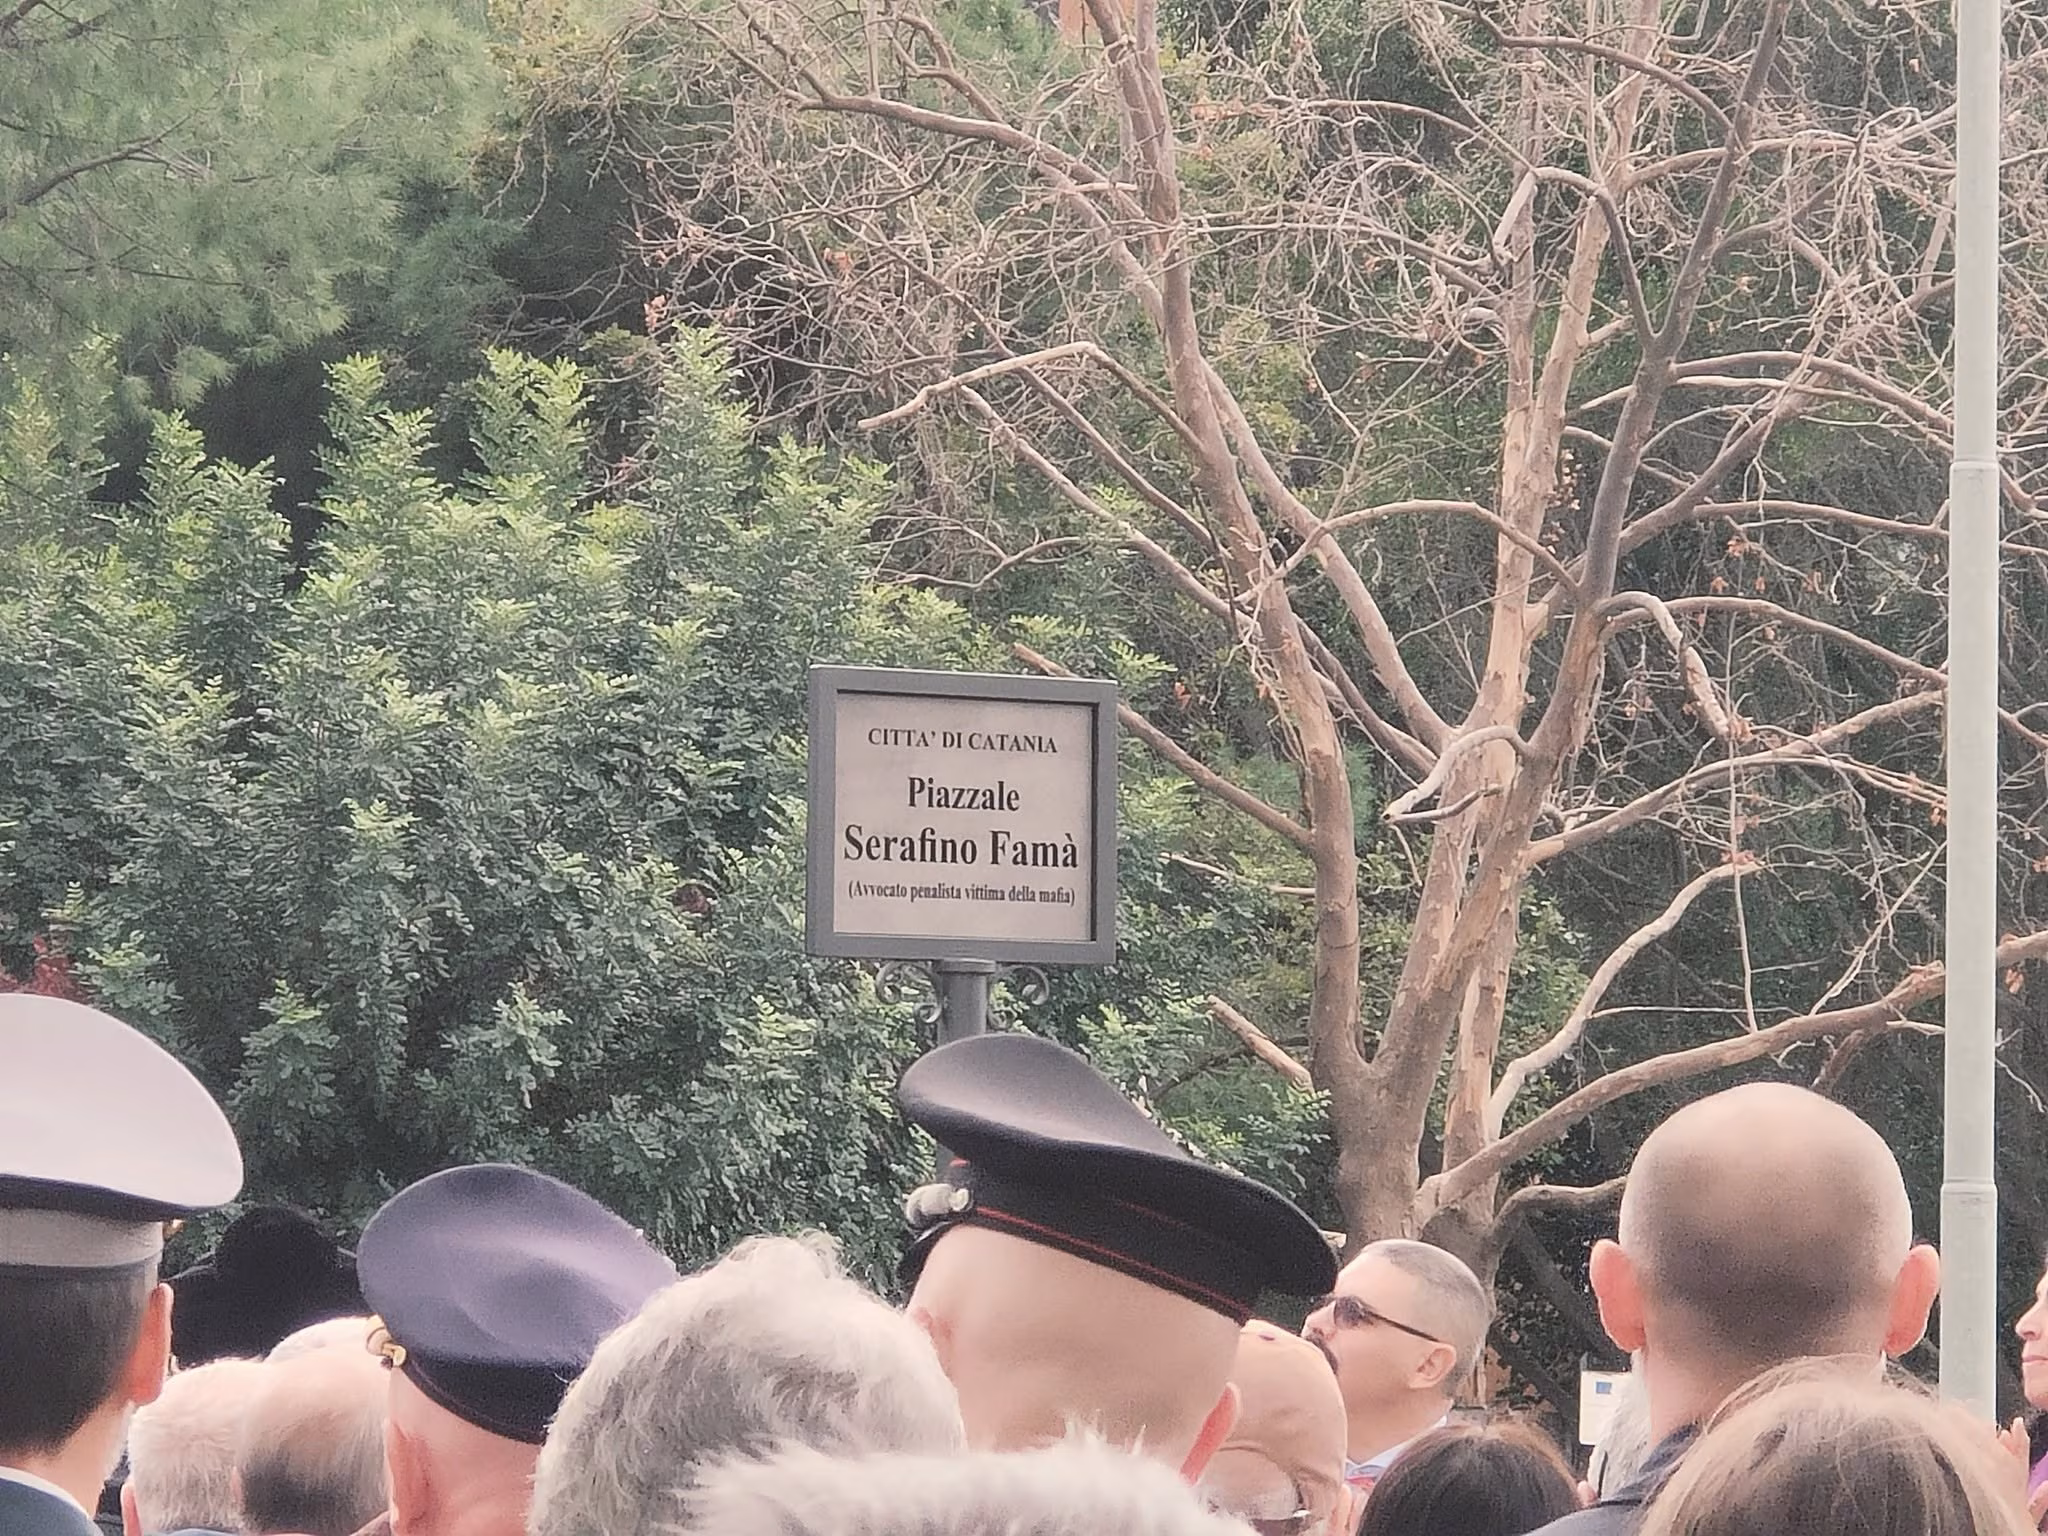 CITTA' DI CATANIA
Piazzale
Serafino Famà
(Avvocato penalista vittima della mafia)